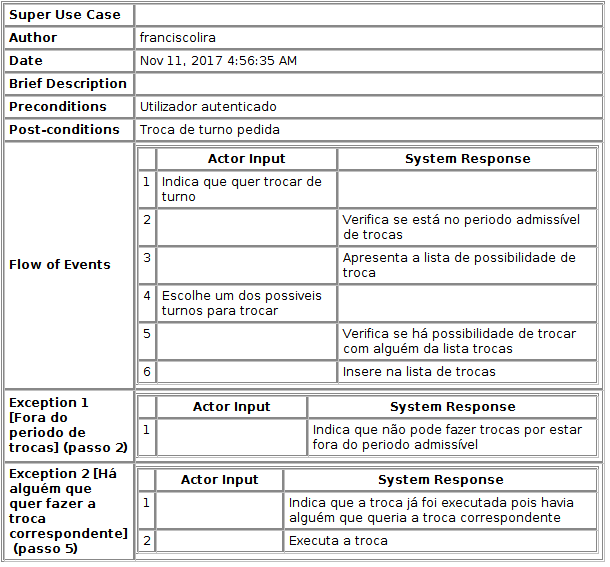 Super Use Case
Author franciscolira
Date Nov 11, 2017 4:56:35 AM
Brief Description
Preconditions Utilizador autenticado
Post-conditions Troca de turno pedida
Flow of Events
Actor Input System Response
1 Indica que quer trocar de
turno
2 Verifica se está no periodo admissível
de trocas
3 Apresenta a lista de possibilidade de
troca
4 Escolhe um dos possiveis
turnos para trocar
5 Verifica se há possibilidade de trocar
com alguém da lista trocas
6 Insere na lista de trocas
Exception 1
[Fora do
periodo de
trocas] (passo 2)
Actor Input System Response
1 Indica que não pode fazer trocas por estar
fora do periodo admissível
Exception 2 [Há
alguém que
quer fazer a
troca
correspondente]
(passo 5)
Actor Input System Response
1 Indica que a troca já foi executada pois havia
alguém que queria a troca correspondente
2 Executa a troca